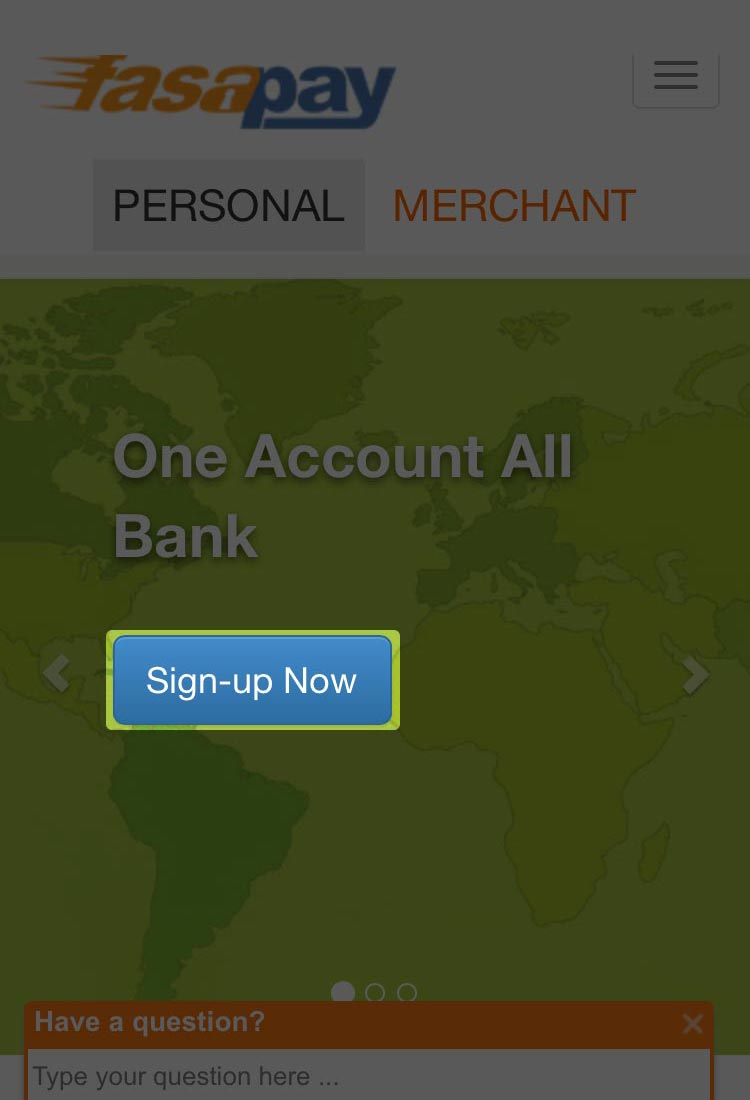 fasapay
PERSONAL MERCHANT
One Account All
Bank
Sign-up Now
Have a question?
Type your question here ...